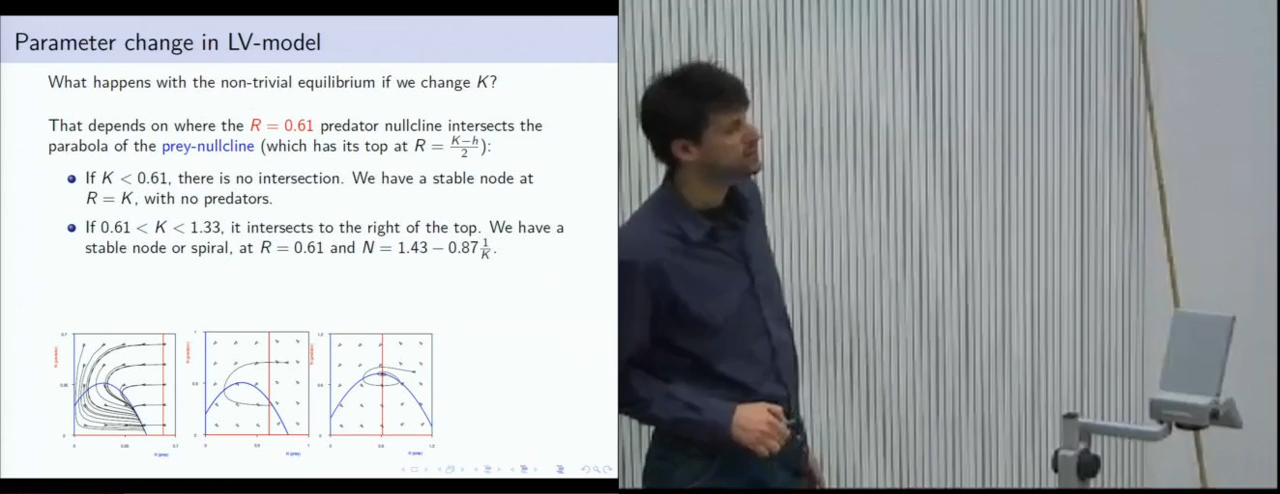 Parameter change in LV-model
What happens with the non-trivial equilibrium if we change K?
That depends on where the R = 0.61 predator nullcline intersects the
parabola of the prey-nullcline (which has its top at R = (K−h)/2):
If K < 0.61, there is no intersection. We have a stable node at
R = K, with no predators.
If 0.61 < K < 1.33, it intersects to the right of the top. We have a
stable node or spiral, at R = 0.61 and N = 1.43 − 0.87 1/K.